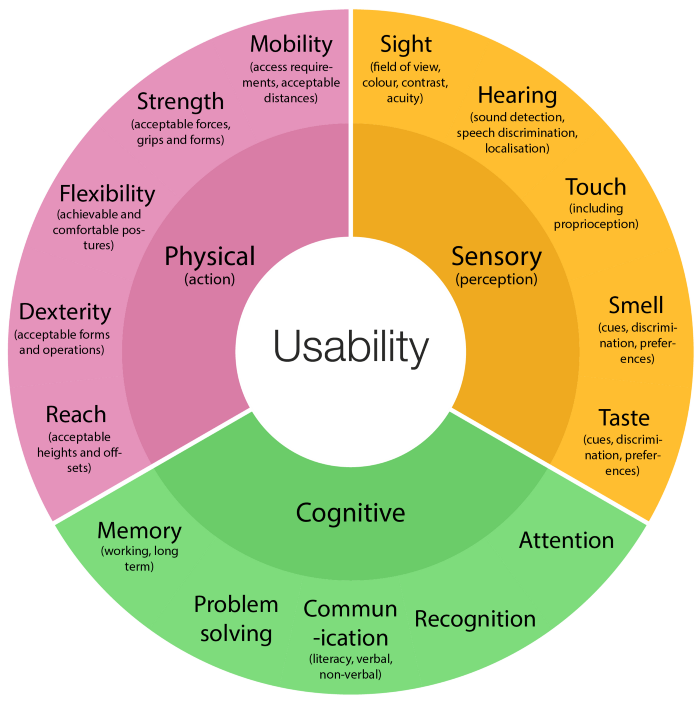 Mobility
(access require-
ments, acceptable
distances)
Strength
(acceptable forces,
grips and forms)
Flexibility
(achievable and
comfortable pos-
tures)
Dexterity
(acceptable forms
and operations)
Reach
(acceptable
heights and off-
sets)
Physical
(action)
Sight
(field of view,
colour, contrast,
acuity)
Hearing
(sound detection,
speech discrimination,
localisation)
Touch
(including
proprioception)
Smell
(cues, discrimi-
nation, prefer-
ences)
Taste
(cues, discrimi-
nation, prefer-
ences)
Sensory
(perception)
Usability
Cognitive
Memory
(working, long
term)
Problem
solving
Commun
-ication
(literacy, verbal,
non-verbal)
Recognition
Attention